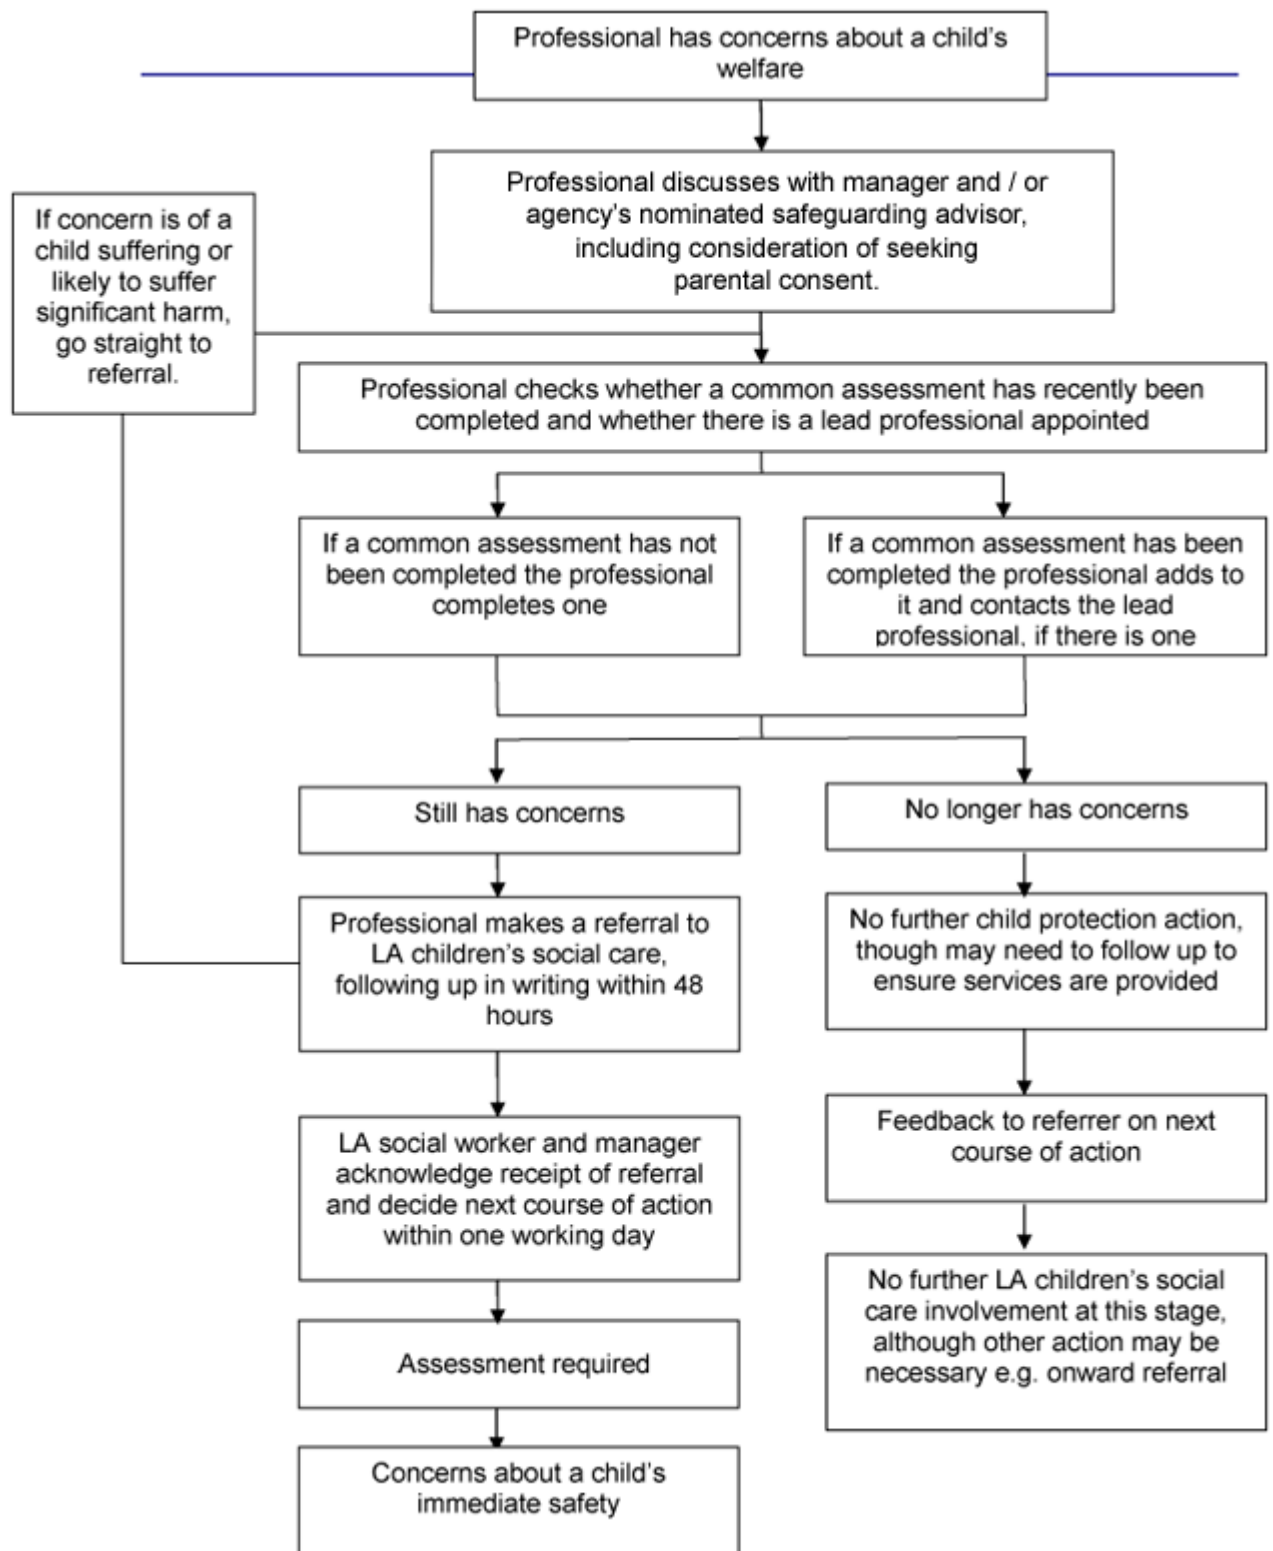 Professional has concerns about a child's
welfare
Professional discusses with manager and / or
agency's nominated safeguarding advisor,
including consideration of seeking
parental consent.
If concern is of a
child suffering or
likely to suffer
significant harm,
go straight to
referral.
Professional checks whether a common assessment has recently been
completed and whether there is a lead professional appointed
If a common assessment has not
been completed the professional
completes one
If a common assessment has been
completed the professional adds to
it and contacts the lead
professional, if there is one
Still has concerns
No longer has concerns
Professional makes a referral to
LA children's social care,
following up in writing within 48
hours
No further child protection action,
though may need to follow up to
ensure services are provided
LA social worker and manager
acknowledge receipt of referral
and decide next course of action
within one working day
Feedback to referrer on next
course of action
No further LA children's social
care involvement at this stage,
although other action may be
necessary e.g. onward referral
Assessment required
Concerns about a child's
immediate safety